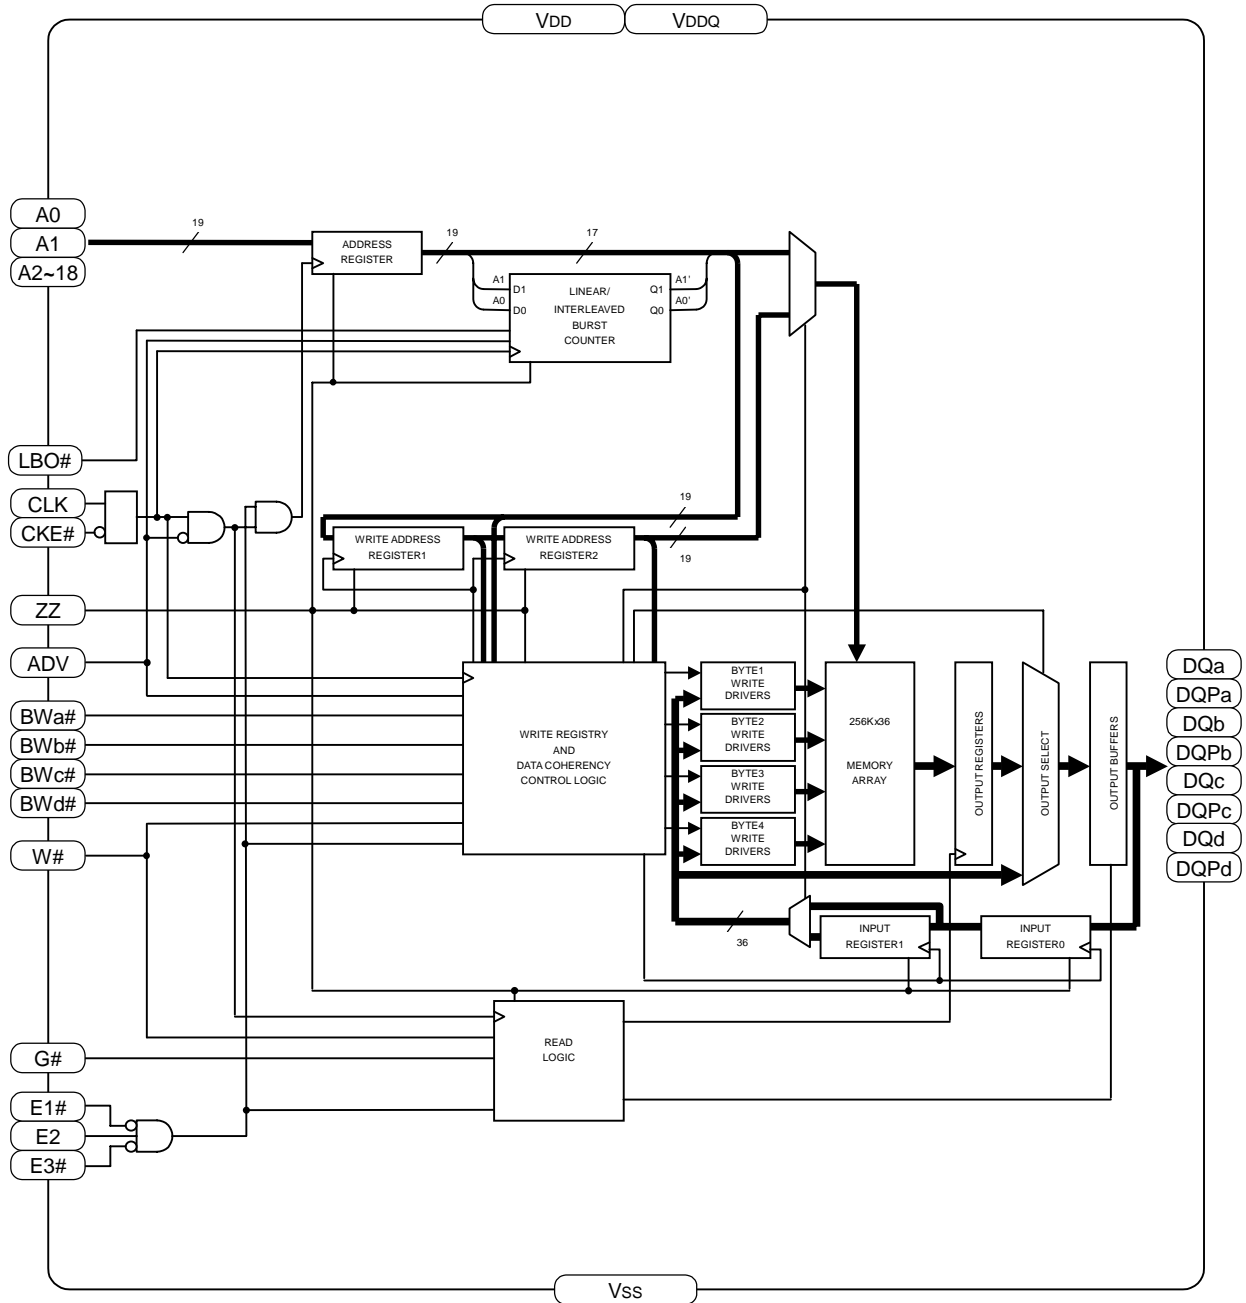 VDD
VDDQ
A0
A1
A2~18
19
ADDRESS
REGISTER
19
17
A1
A0
D1
D0
LINEAR/
INTERLEAVED
BURST
COUNTER
Q1
Q0
A1'
A0'
LBO#
CLK
CKE#
19
WRITE ADDRESS
REGISTER1
WRITE ADDRESS
REGISTER2
19
ZZ
ADV
BWa#
BWb#
BWc#
BWd#
W#
WRITE REGISTRY
AND
DATA COHERENCY
CONTROL LOGIC
BYTE1
WRITE
DRIVERS
BYTE2
WRITE
DRIVERS
BYTE3
WRITE
DRIVERS
BYTE4
WRITE
DRIVERS
256Kx36
MEMORY
ARRAY
OUTPUT REGISTERS
OUTPUT SELECT
OUTPUT BUFFERS
DQa
DQPa
DQb
DQPb
DQc
DQPc
DQd
DQPd
36
INPUT
REGISTER1
INPUT
REGISTER0
READ
LOGIC
G#
E1#
E2
E3#
VSS